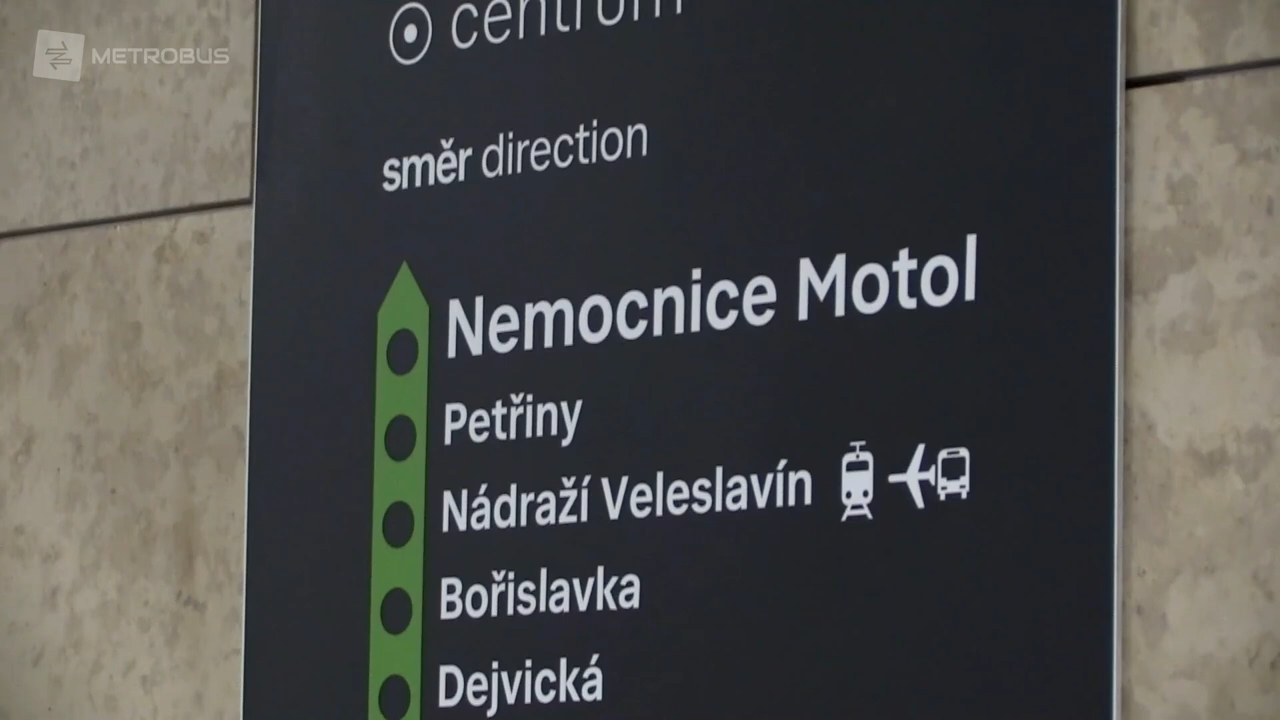 METROBUS
centrum
směr direction
Nemocnice Motol
Petřiny
Nádraží Veleslavín
Bořislavka
Dejvická